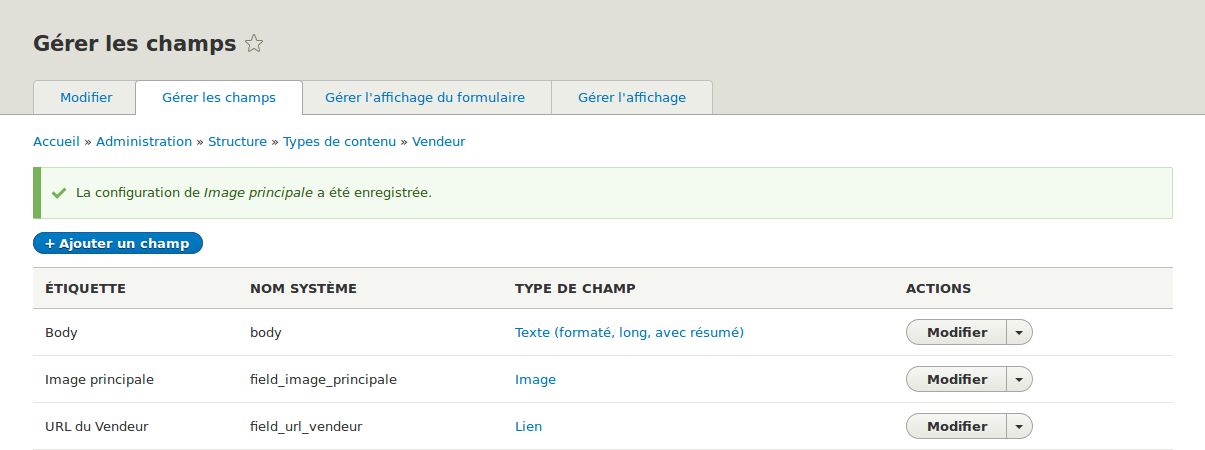 Gérer les champs
Modifier Gérer les champs Gérer l'affichage du formulaire Gérer l'affichage
Accueil » Administration » Structure » Types de contenu » Vendeur
La configuration de Image principale a été enregistrée.
+ Ajouter un champ
ÉTIQUETTE NOM SYSTÈME TYPE DE CHAMP ACTIONS
Body body Texte (formaté, long, avec résumé) Modifier
Image principale field_image_principale Image Modifier
URL du Vendeur field_url_vendeur Lien Modifier